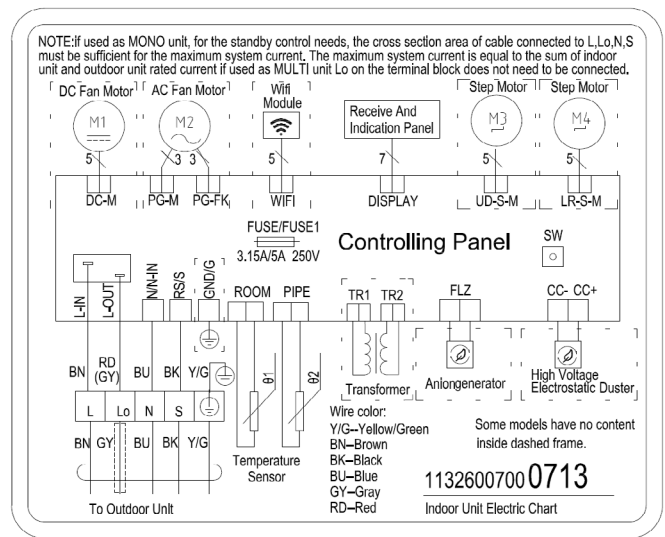 NOTE:if used as MONO unit, for the standby control needs, the cross section area of cable connected to L,Lo,N,S
must be sufficient for the maximum system current. The maximum system current is equal to the sum of indoor
unit and outdoor unit rated current if used as MULTI unit Lo on the terminal block does not need to be connected.
DC Fan Motor
AC Fan Motor
Wifi
Module
Receive And
Indication Panel
Step Motor
Step Motor
M1
M2
M3
M4
5
3 3
5
7
5
5
DC-M
PG-M
PG-FK
WIFI
DISPLAY
UD-S-M
LR-S-M
FUSE/FUSE1
3.15A/5A 250V
Controlling Panel
SW
L-IN
L-OUT
N/N-IN
RS/S
GND/G
ROOM
PIPE
TR1
TR2
FLZ
CC- CC+
BN
RD
(GY)
BU
BK
Y/G
θ1
θ2
Transformer
Aniongenerator
High Voltage
Electrostatic Duster
L
Lo
N
S
BN
GY
BU
BK
Y/G
Temperature
Sensor
To Outdoor Unit
Wire color:
Y/G--Yellow/Green
BN--Brown
BK--Black
BU--Blue
GY--Gray
RD--Red
Some models have no content
inside dashed frame.
1132600700 0713
Indoor Unit Electric Chart